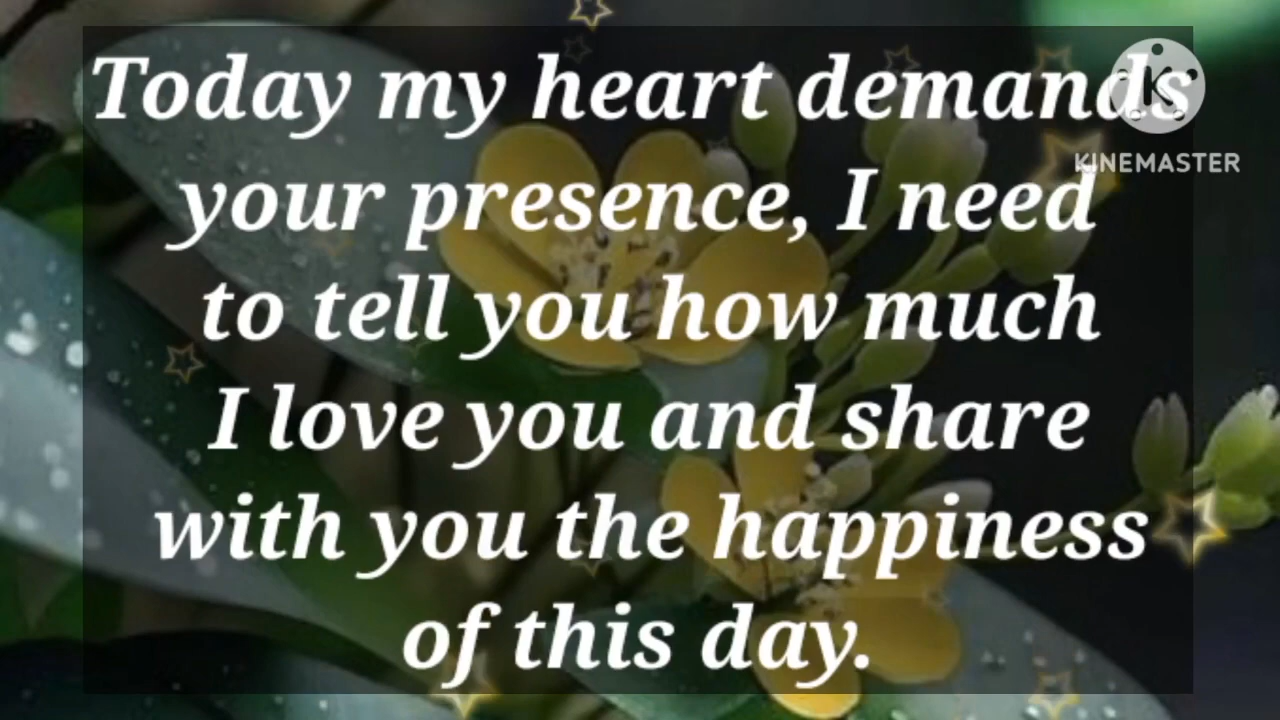 Today my heart demands
your presence, I need
to tell you how much
I love you and share
with you the happiness
of this day.
K
KINEMASTER